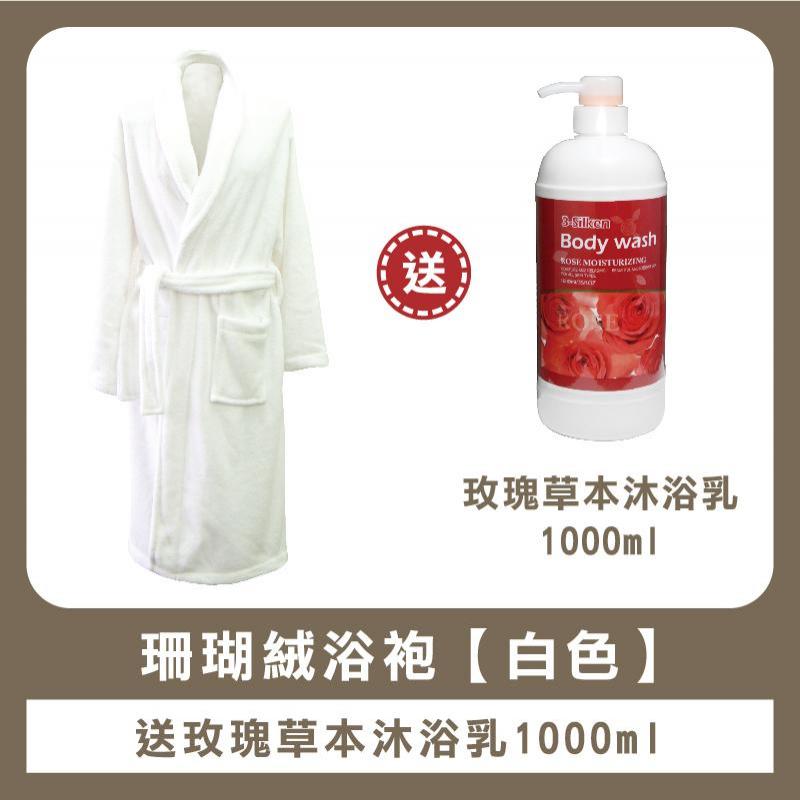 送
3-Silken
Body wash
ROSE MOISTURIZING
ROSE
玫瑰草本沐浴乳
1000ml
珊瑚絨浴袍【白色】
送玫瑰草本沐浴乳1000ml